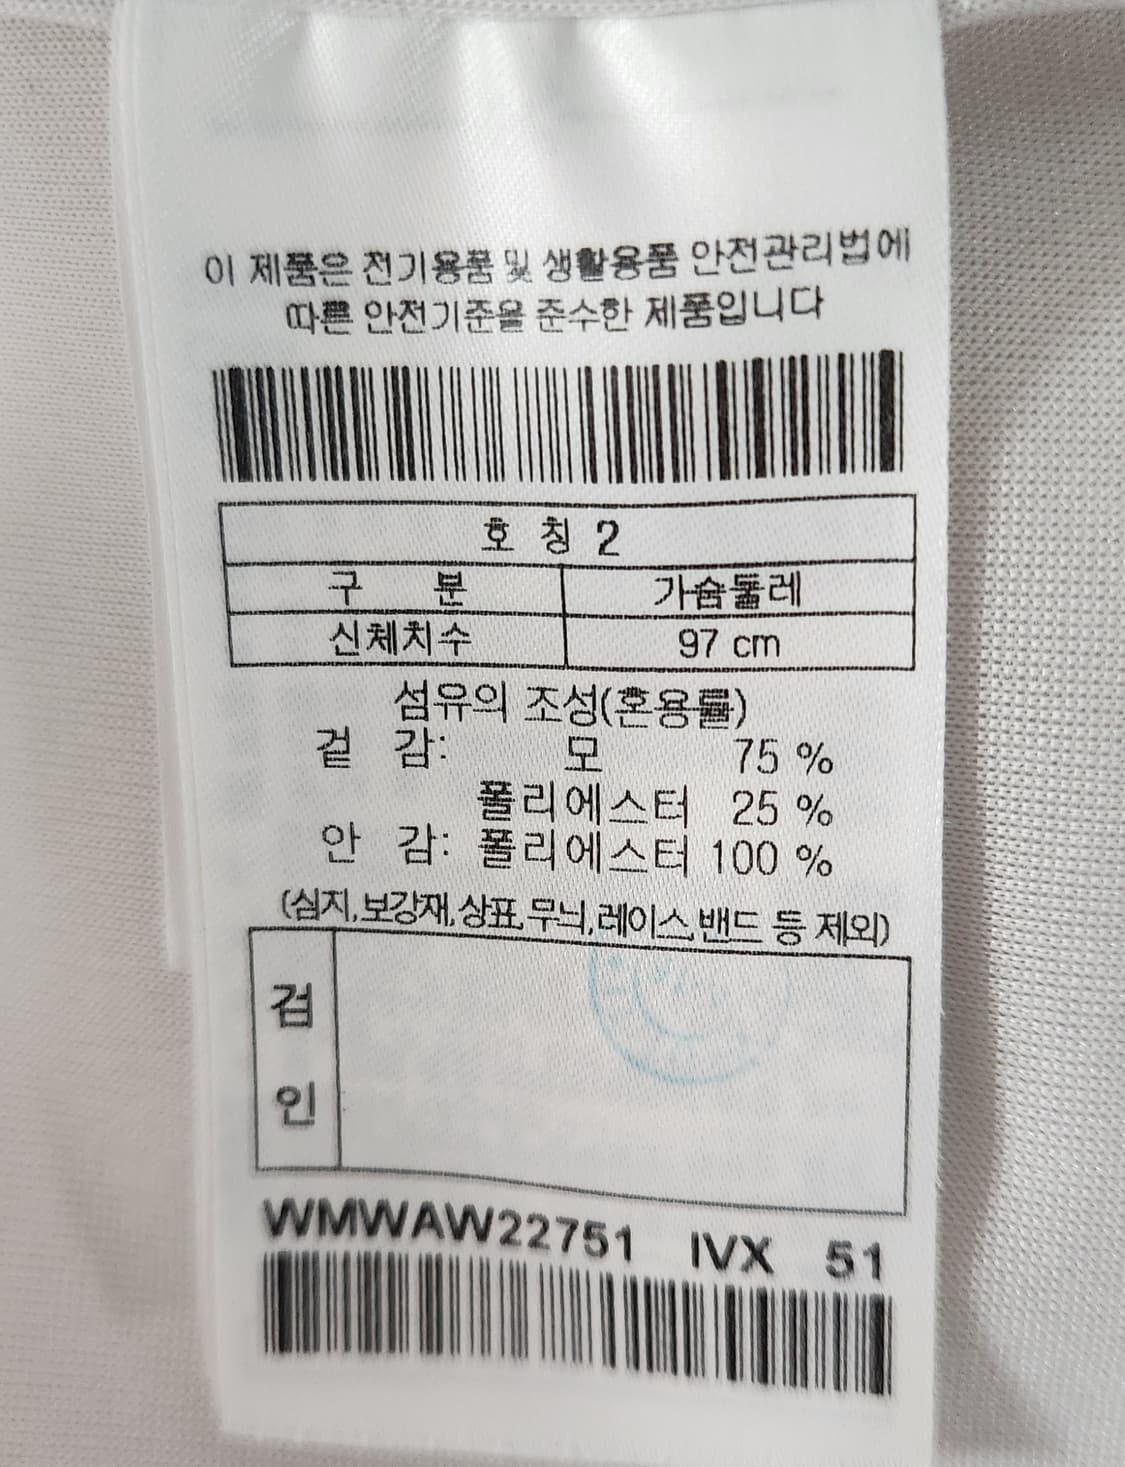 이 제품은 전기용품 및 생활용품 안전관리법에
따른 안전기준을 준수한 제품입니다
호 칭 2
구 분 가슴둘레
신체치수 97 cm
섬유의 조성(혼용률)
겉 감: 모 75 %
폴리에스터 25 %
안 감: 폴리에스터 100 %
(심지,보강재,상표,무늬,레이스,밴드 등 제외)
검
인
WMWAW22751 IVX 51